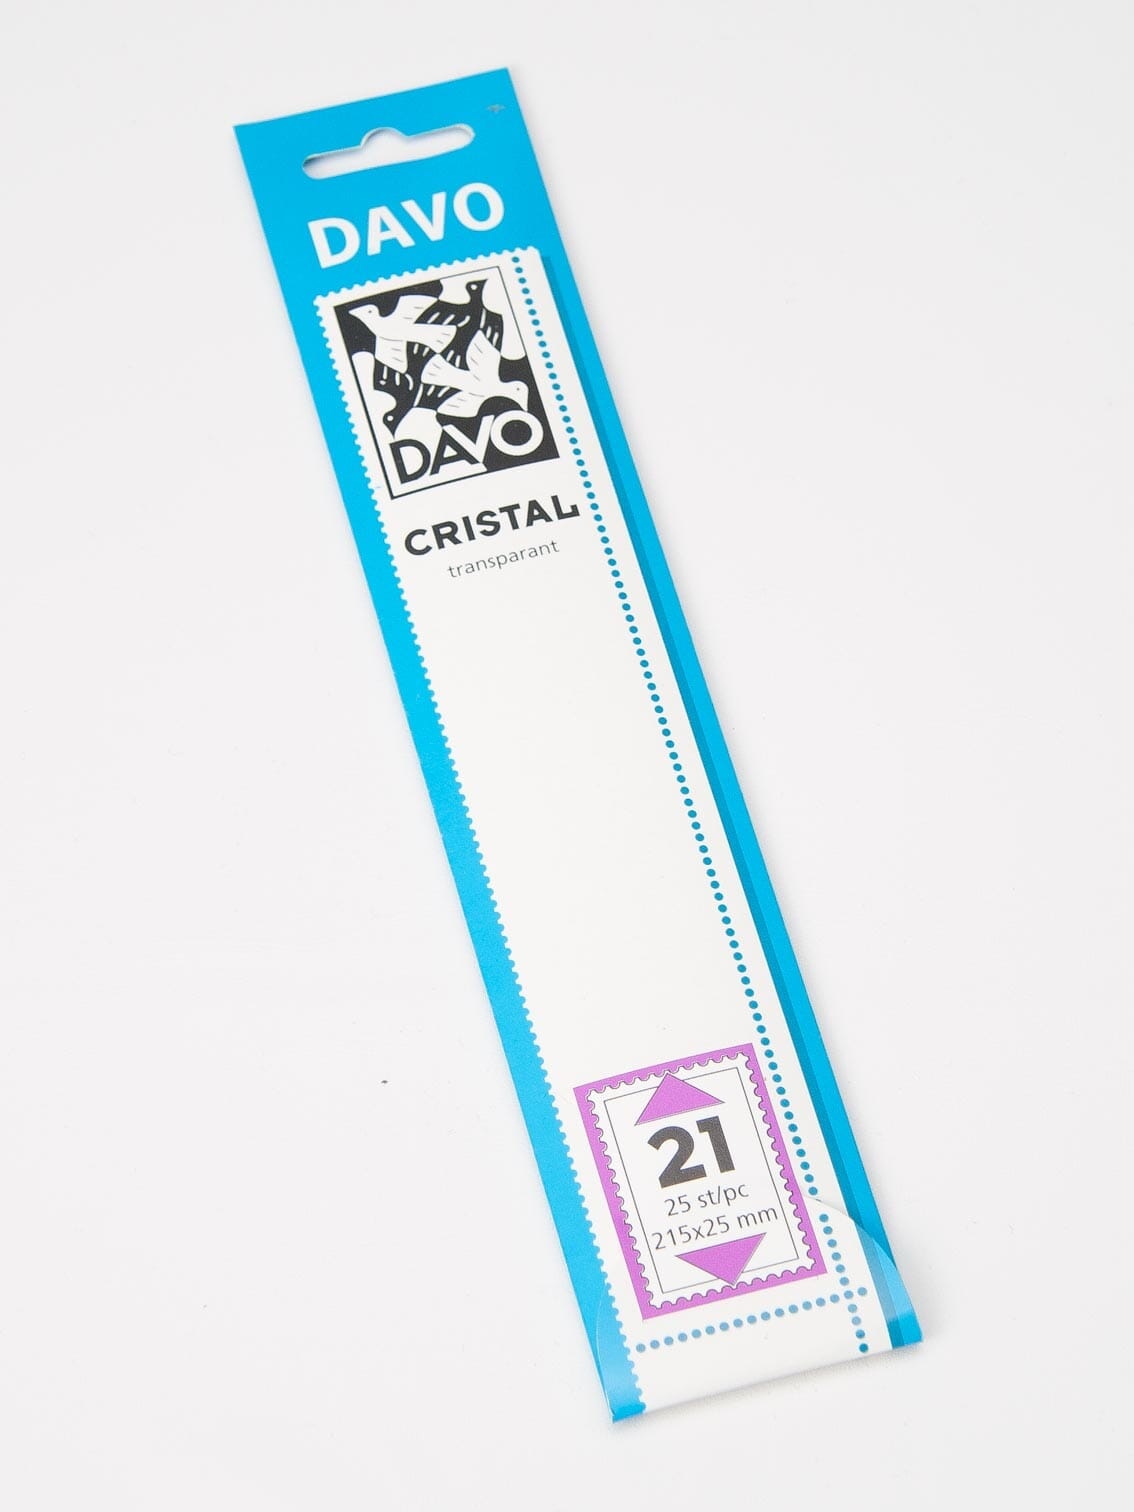 DAVO
DAVO
CRISTAL
transparant
21
25 st/pc
215x25 mm